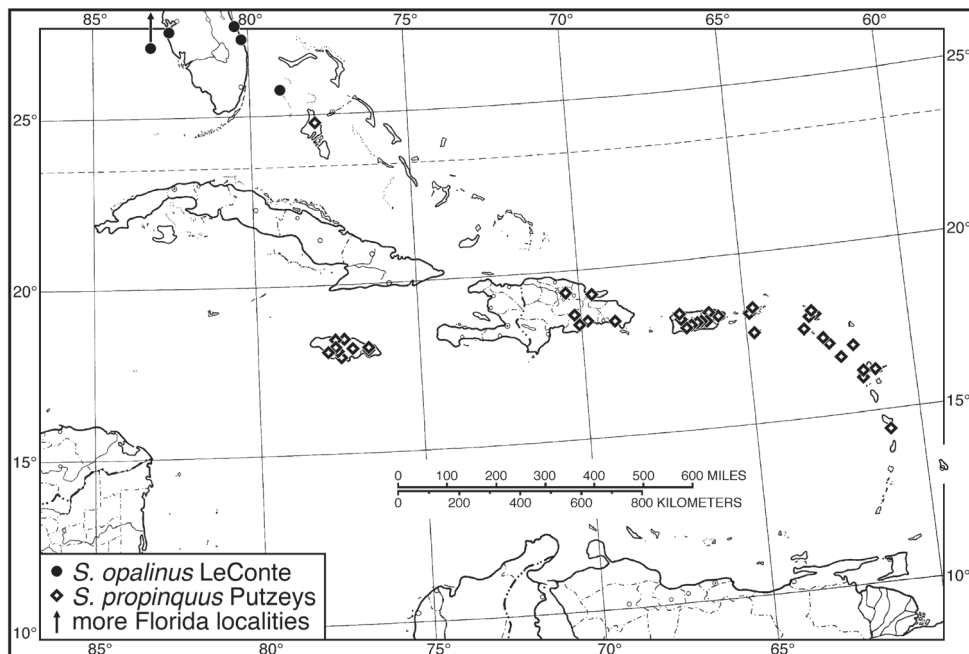 85° 80° 75° 70° 65° 60°
25°
25°
20°
20°
15°
15°
0 100 200 300 400 500 600 MILES
0 200 400 600 800 KILOMETERS
10°
S. opalinus LeConte
S. propinquus Putzeys
more Florida localities
10°
85° 80° 75° 70° 65°